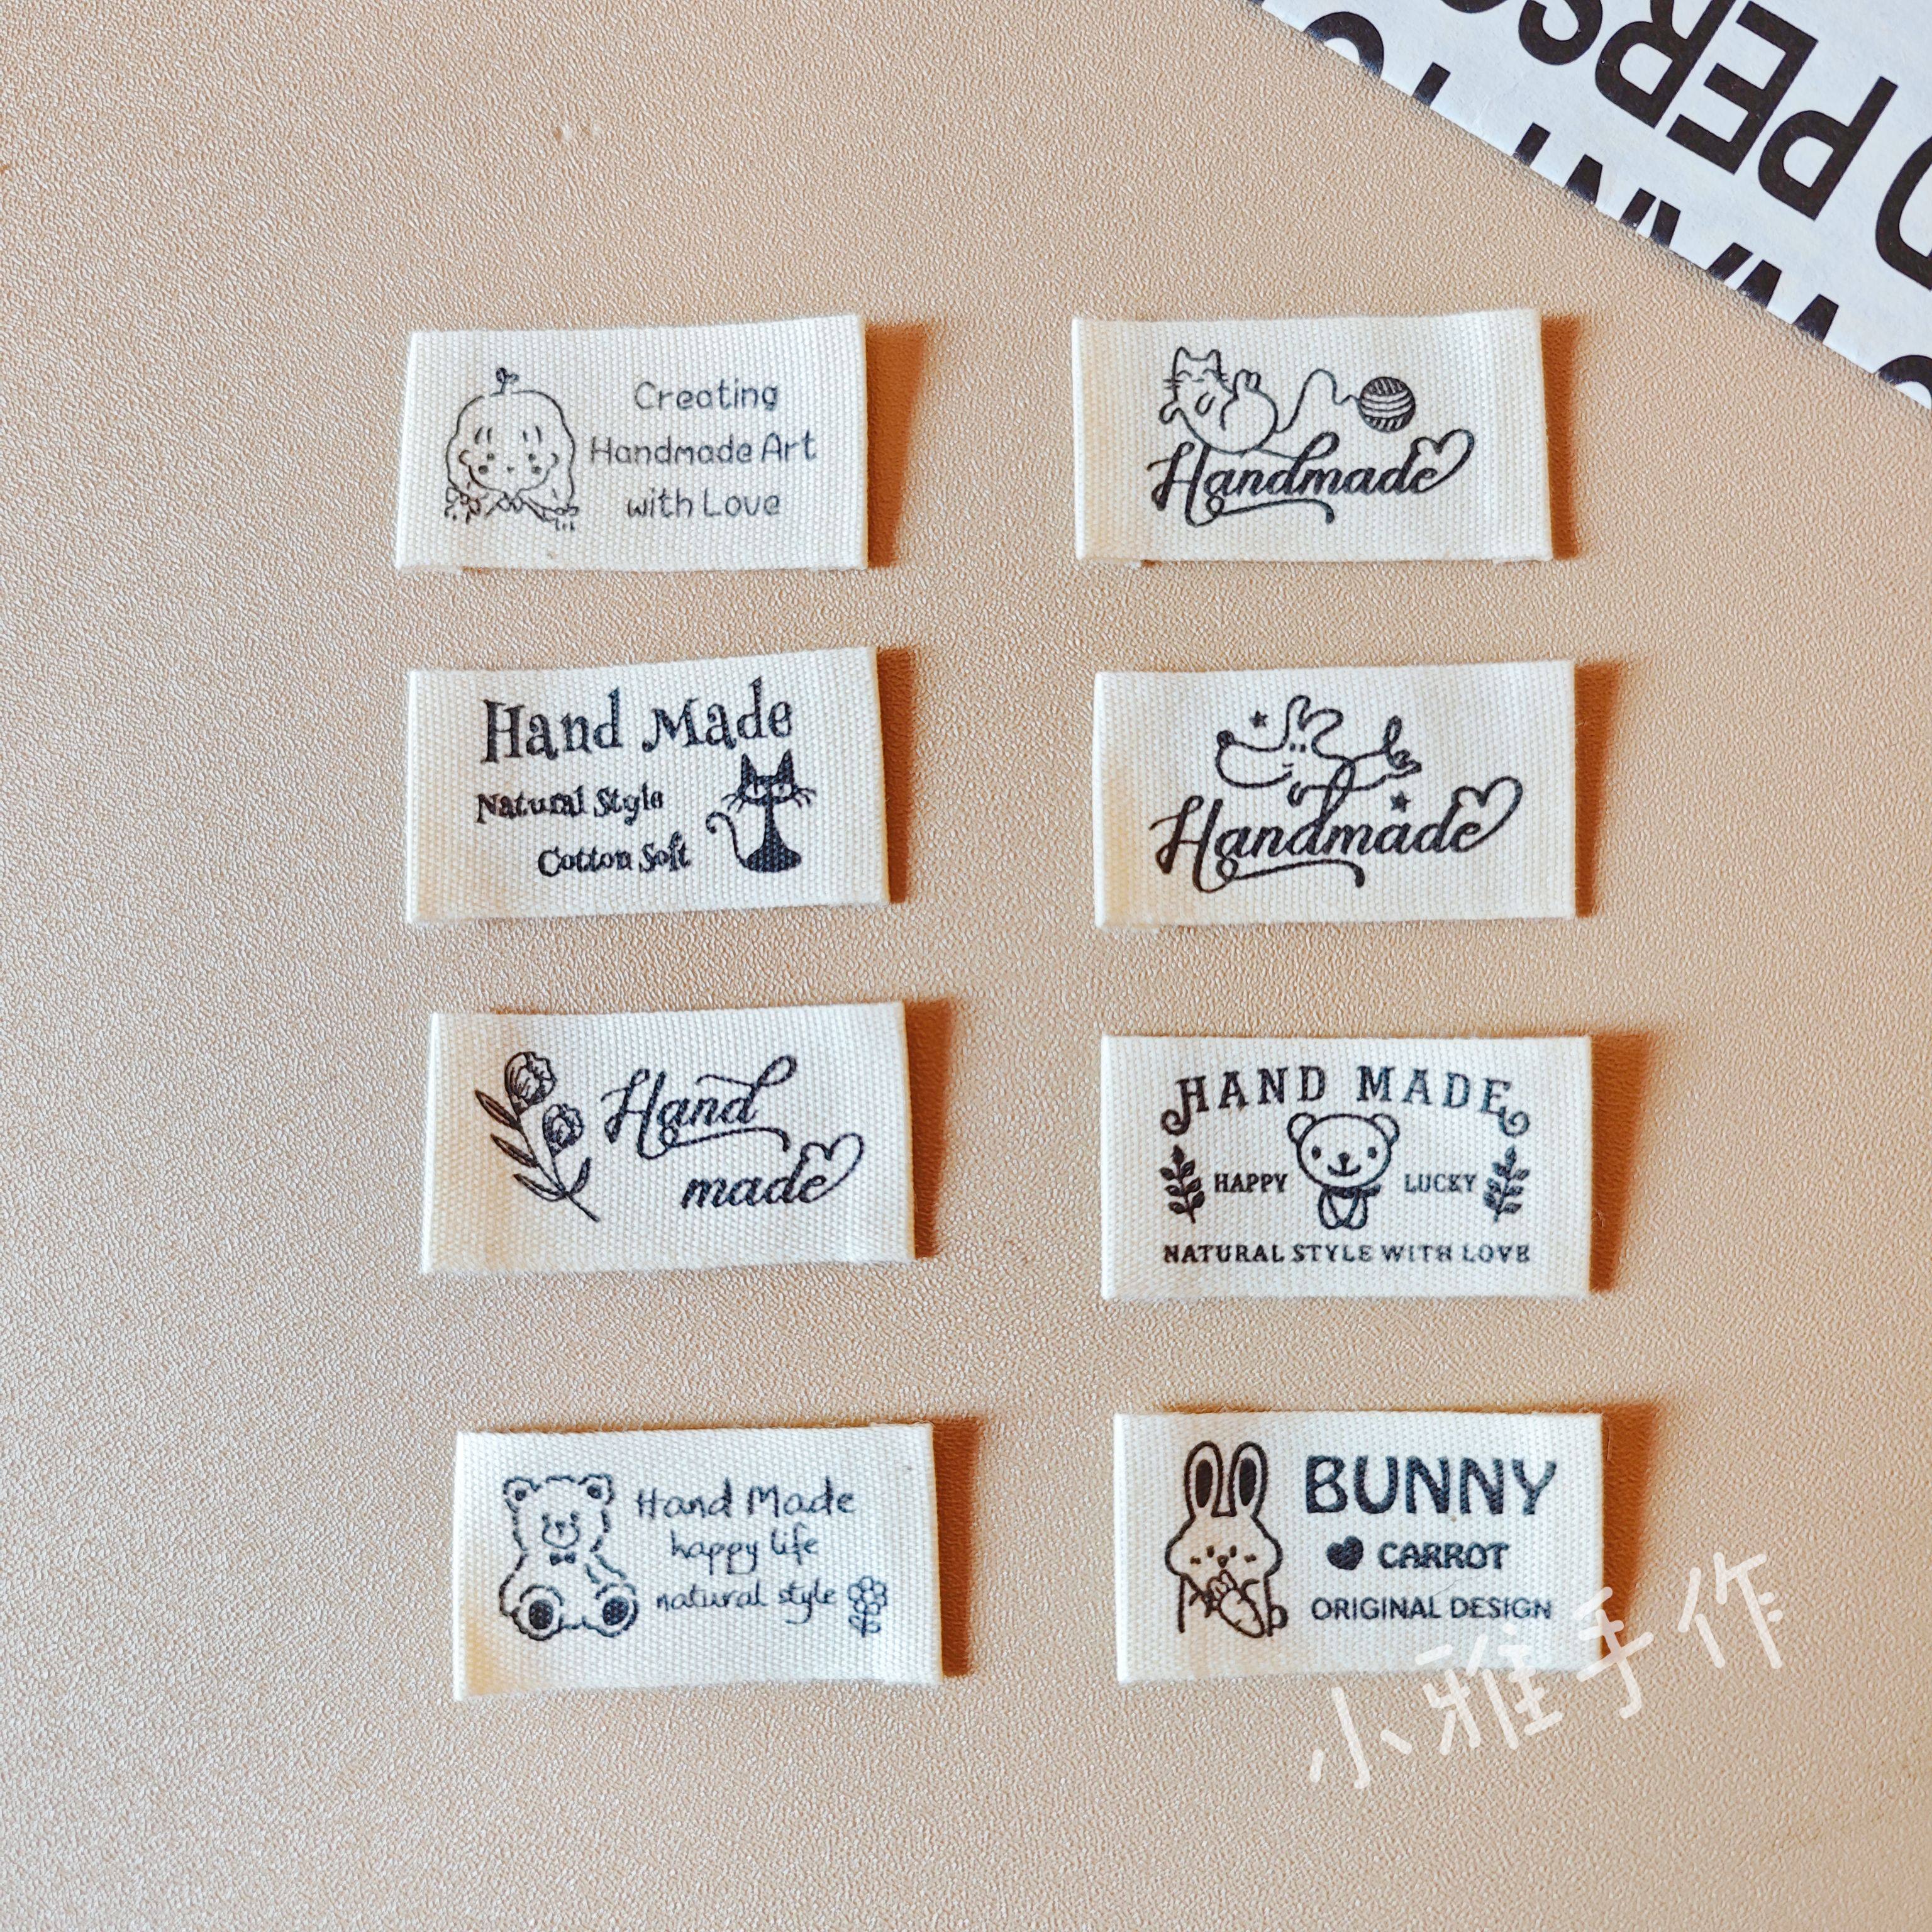 PERSO
Creating
Handmade Art
with Love
Handmade
Hand Made
Natural Style
Cotton Soft
Handmade
Hand
made
HAND MADE
HAPPY LUCKY
NATURAL STYLE WITH LOVE
Hand Made
happy life
natural style
BUNNY
CARROT
ORIGINAL DESIGN
小雅手作